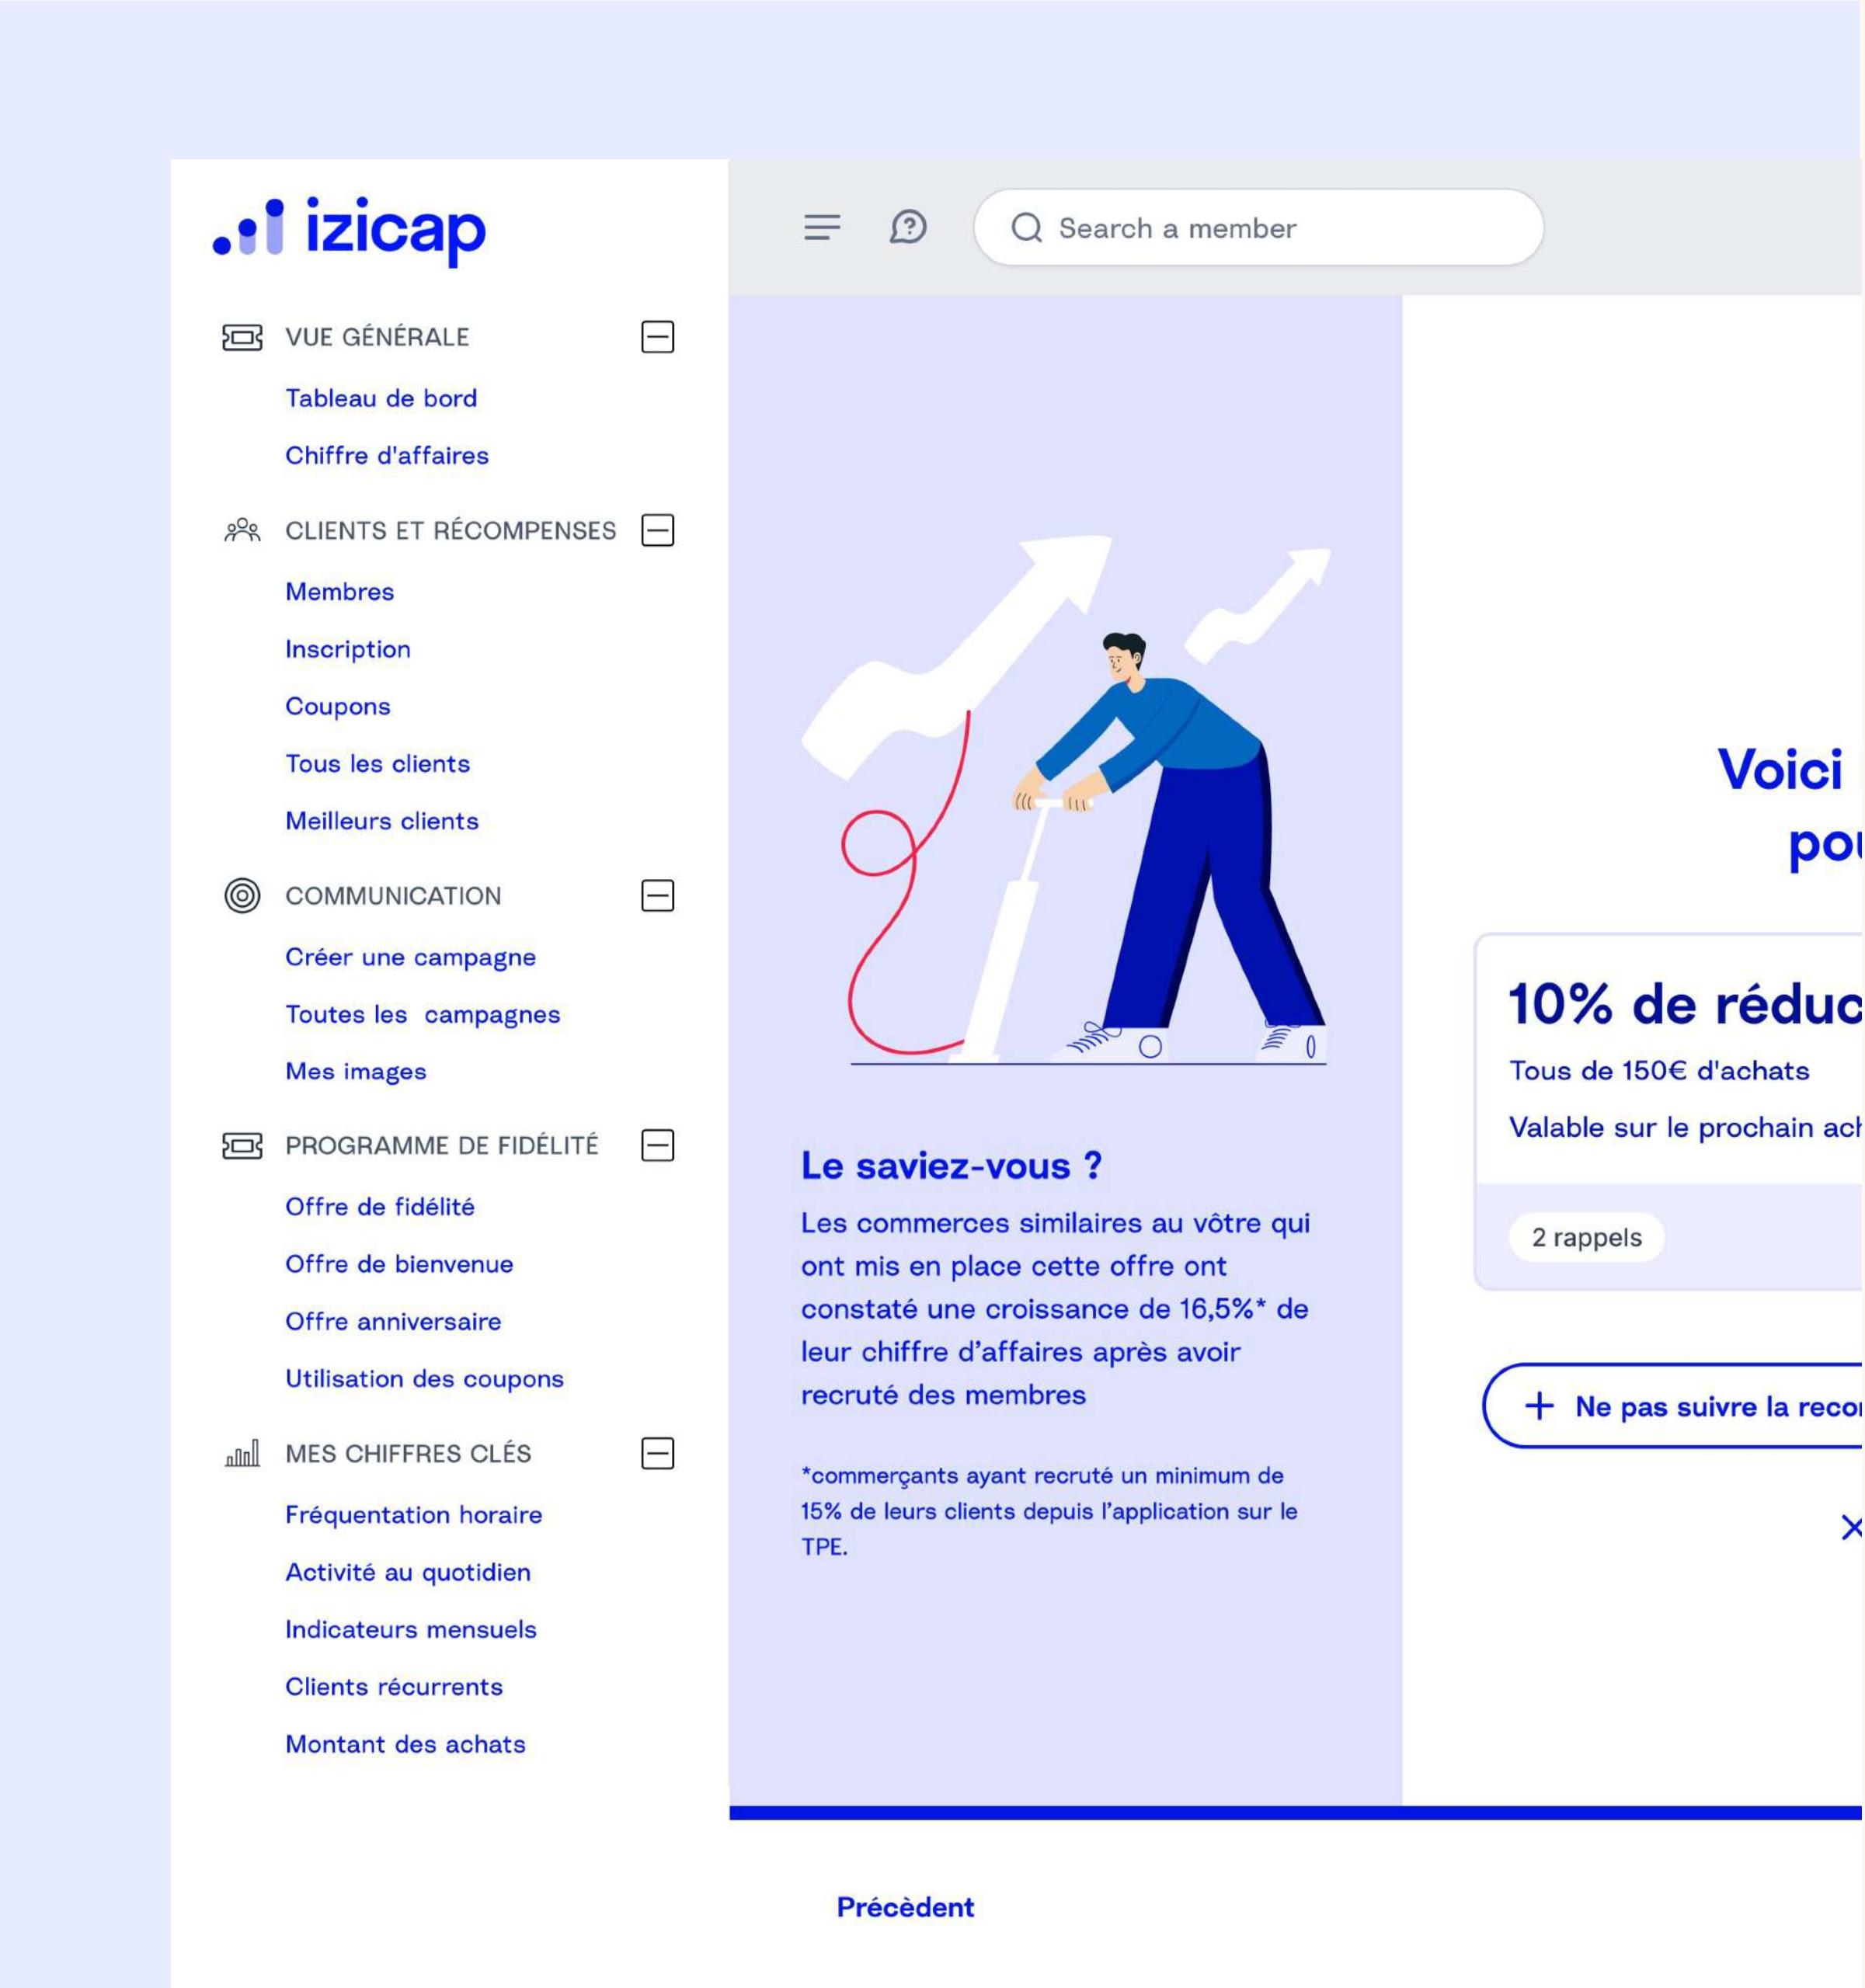 izicap
Search a member
VUE GÉNÉRALE
Tableau de bord
Chiffre d'affaires
CLIENTS ET RÉCOMPENSES
Membres
Inscription
Coupons
Tous les clients
Meilleurs clients
COMMUNICATION
Créer une campagne
Toutes les campagnes
Mes images
PROGRAMME DE FIDÉLITÉ
Offre de fidélité
Offre de bienvenue
Offre anniversaire
Utilisation des coupons
MES CHIFFRES CLÉS
Fréquentation horaire
Activité au quotidien
Indicateurs mensuels
Clients récurrents
Montant des achats
Le saviez-vous ?
Les commerces similaires au vôtre qui
ont mis en place cette offre ont
constaté une croissance de 16,5%* de
leur chiffre d’affaires après avoir
recruté des membres
*commerçants ayant recruté un minimum de
15% de leurs clients depuis l’application sur le
TPE.
Voici
10% de
Tous de 150€ d'achats
Valable sur le prochain
2 rappels
+ Ne pas suivre la
Précèdent